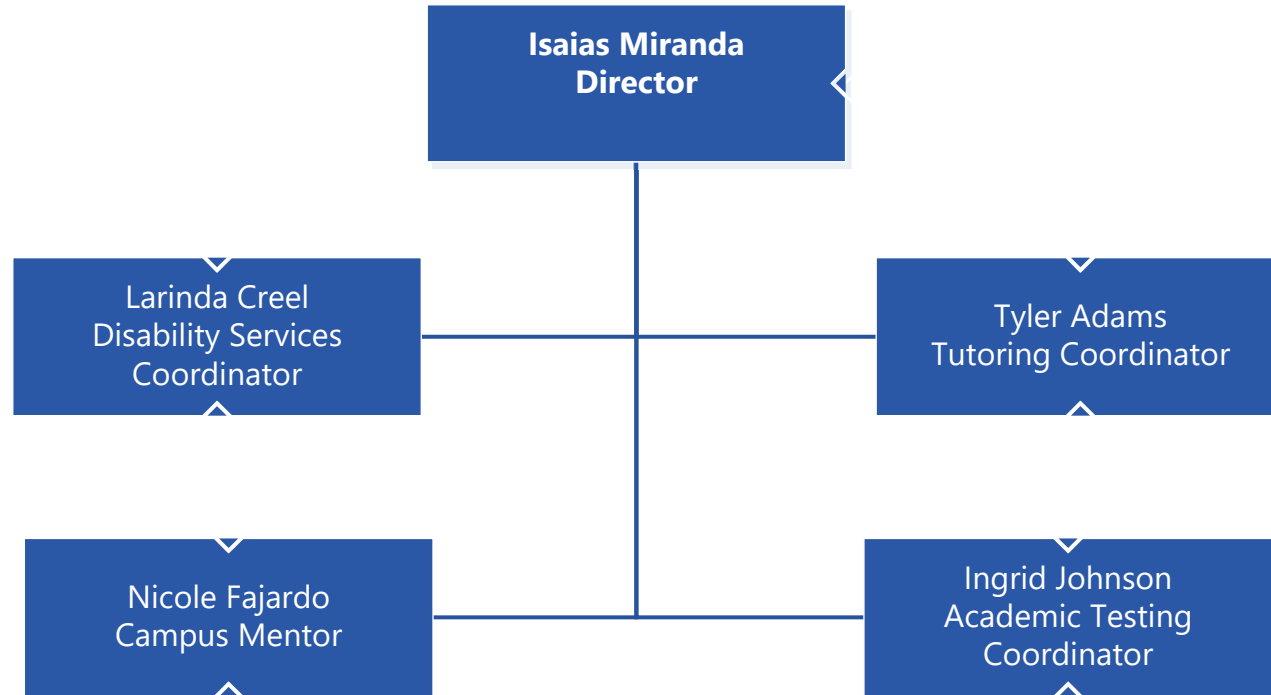 Isaias Miranda
Director
Larinda Creel
Disability Services
Coordinator
Tyler Adams
Tutoring Coordinator
Nicole Fajardo
Campus Mentor
Ingrid Johnson
Academic Testing
Coordinator